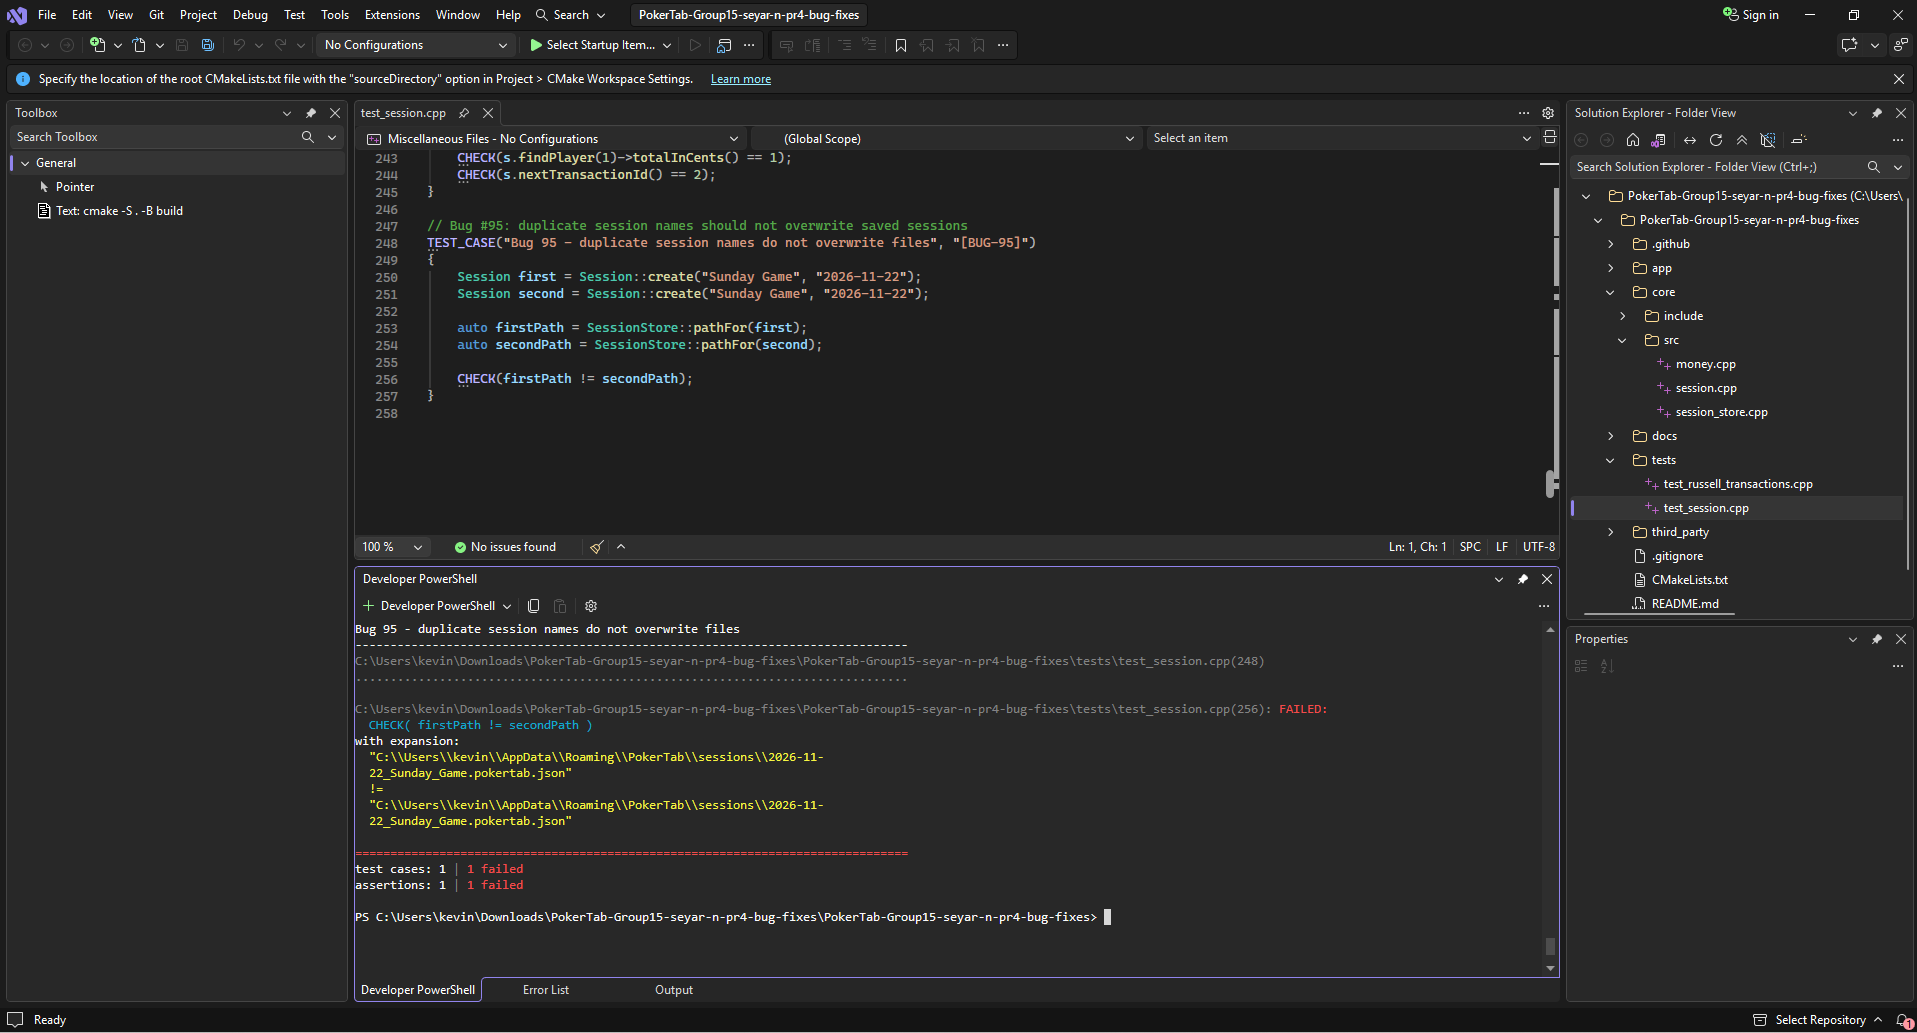 File Edit View Git Project Debug Test Tools Extensions Window Help Search PokerTab-Group15-seyar-n-pr4-bug-fixes Sign in
No Configurations Select Startup Item...
Specify the location of the root CMakeLists.txt file with the "sourceDirectory" option in Project > CMake Workspace Settings. Learn more
Toolbox
Search Toolbox
General
Pointer
Text: cmake -S . -B build
test_session.cpp
Miscellaneous Files - No Configurations (Global Scope) Select an item
243 CHECK(s.findPlayer(1)->totalInCents() == 1);
244 CHECK(s.nextTransactionId() == 2);
245 }
246
247 // Bug #95: duplicate session names should not overwrite saved sessions
248 TEST_CASE("Bug 95 - duplicate session names do not overwrite files", "[BUG-95]")
249 {
250 Session first = Session::create("Sunday Game", "2026-11-22");
251 Session second = Session::create("Sunday Game", "2026-11-22");
252
253 auto firstPath = SessionStore::pathFor(first);
254 auto secondPath = SessionStore::pathFor(second);
255
256 CHECK(firstPath != secondPath);
257 }
258
100 % No issues found Ln: 1, Ch: 1 SPC LF UTF-8
Developer PowerShell
+ Developer PowerShell
Bug 95 - duplicate session names do not overwrite files
-------------------------------------------------------------------------------
C:\Users\kevin\Downloads\PokerTab-Group15-seyar-n-pr4-bug-fixes\PokerTab-Group15-seyar-n-pr4-bug-fixes\tests\test_session.cpp(248)
...............................................................................
C:\Users\kevin\Downloads\PokerTab-Group15-seyar-n-pr4-bug-fixes\PokerTab-Group15-seyar-n-pr4-bug-fixes\tests\test_session.cpp(256): FAILED:
CHECK( firstPath != secondPath )
with expansion:
"C:\\Users\\kevin\\AppData\\Roaming\\PokerTab\\sessions\\2026-11-
22_Sunday_Game.pokertab.json"
!=
"C:\\Users\\kevin\\AppData\\Roaming\\PokerTab\\sessions\\2026-11-
22_Sunday_Game.pokertab.json"
===============================================================================
test cases: 1 | 1 failed
assertions: 1 | 1 failed
PS C:\Users\kevin\Downloads\PokerTab-Group15-seyar-n-pr4-bug-fixes\PokerTab-Group15-seyar-n-pr4-bug-fixes>
Developer PowerShell Error List Output
Solution Explorer - Folder View
Search Solution Explorer - Folder View (Ctrl+;)
PokerTab-Group15-seyar-n-pr4-bug-fixes (C:\Users\
PokerTab-Group15-seyar-n-pr4-bug-fixes
.github
app
core
include
src
money.cpp
session.cpp
session_store.cpp
docs
tests
test_russell_transactions.cpp
test_session.cpp
third_party
.gitignore
CMakeLists.txt
README.md
Properties
Ready Select Repository 1